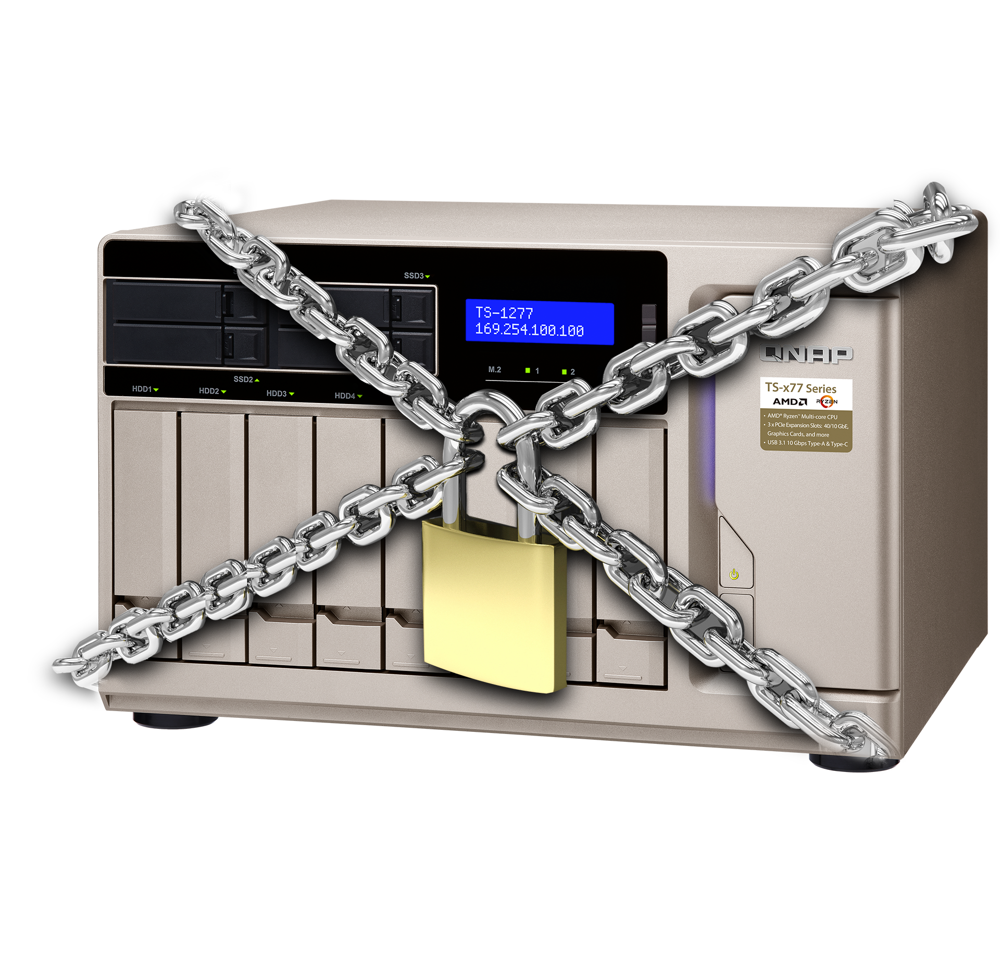 SSD3
TS-1277
169.254.100.100
M.2 1 2
SSD2
HDD1 HDD2 HDD3 HDD4
QNAP
TS-x77 Series
AMD RYZEN
• AMD® Ryzen™ Multi-core CPU
• 3 x PCIe Expansion Slots: 40/10 GbE,
Graphics Cards, and more
• USB 3.1 10 Gbps Type-A & Type-C